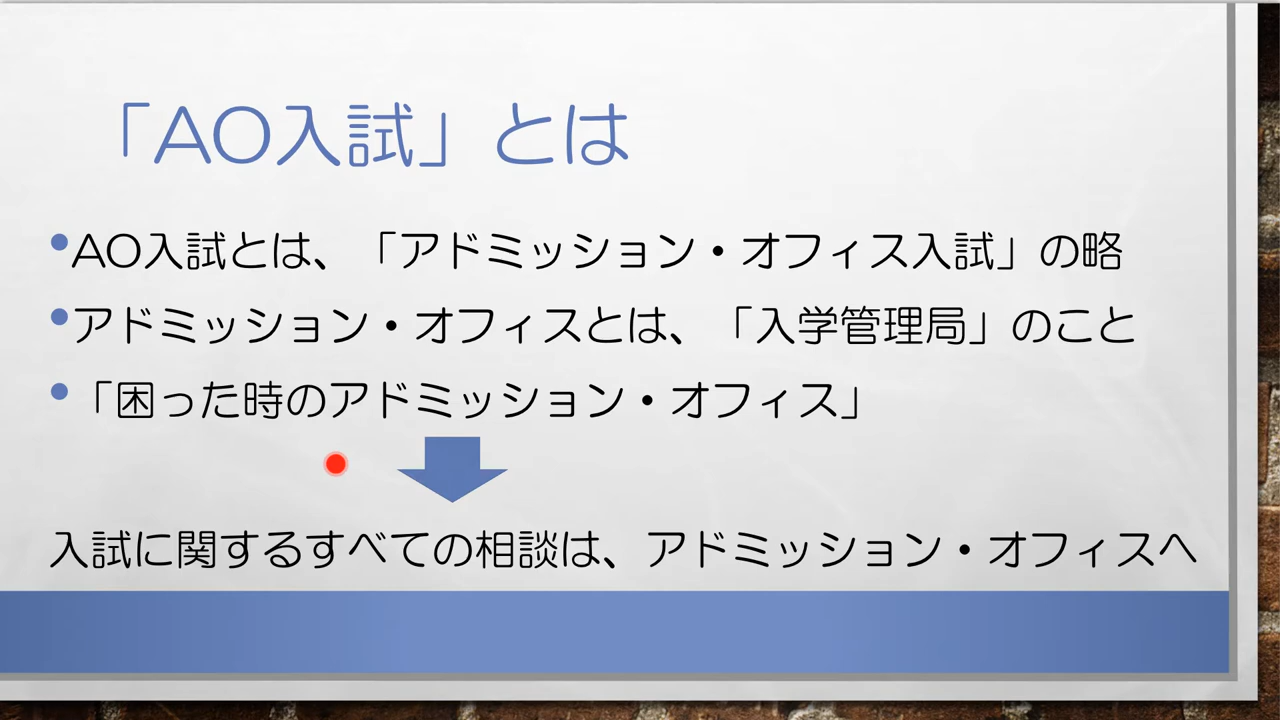 「AO入試」とは
•AO入試とは、「アドミッション・オフィス入試」の略
•アドミッション・オフィスとは、「入学管理局」のこと
•「困った時のアドミッション・オフィス」
入試に関するすべての相談は、アドミッション・オフィスへ